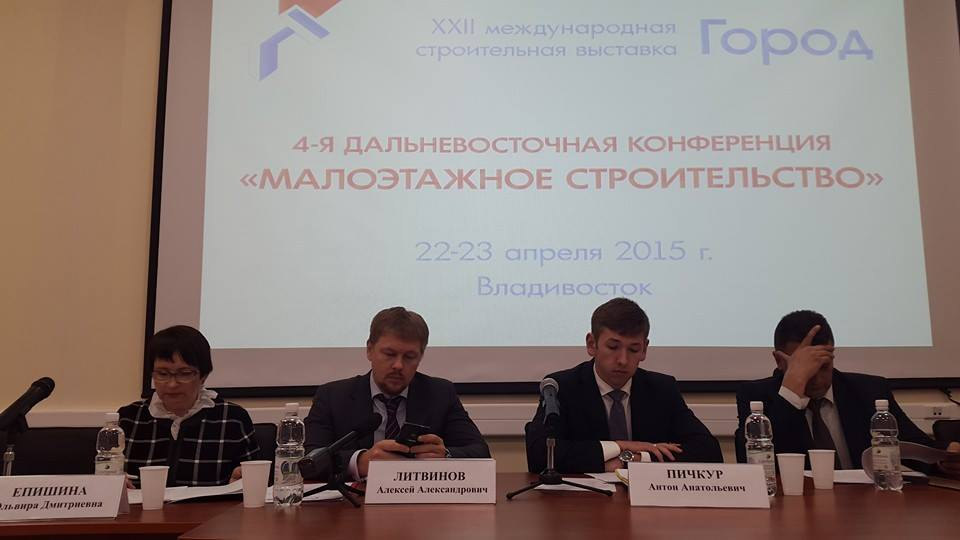 XXII международная
строительная выставка
Город
4-Я ДАЛЬНЕВОСТОЧНАЯ КОНФЕРЕНЦИЯ
«МАЛОЭТАЖНОЕ СТРОИТЕЛЬСТВО»
22-23 апреля 2015 г.
Владивосток
ЕПИШИНА
Эльвира Дмитриевна
ЛИТВИНОВ
Алексей Александрович
ПИЧКУР
Антон Анатольевич